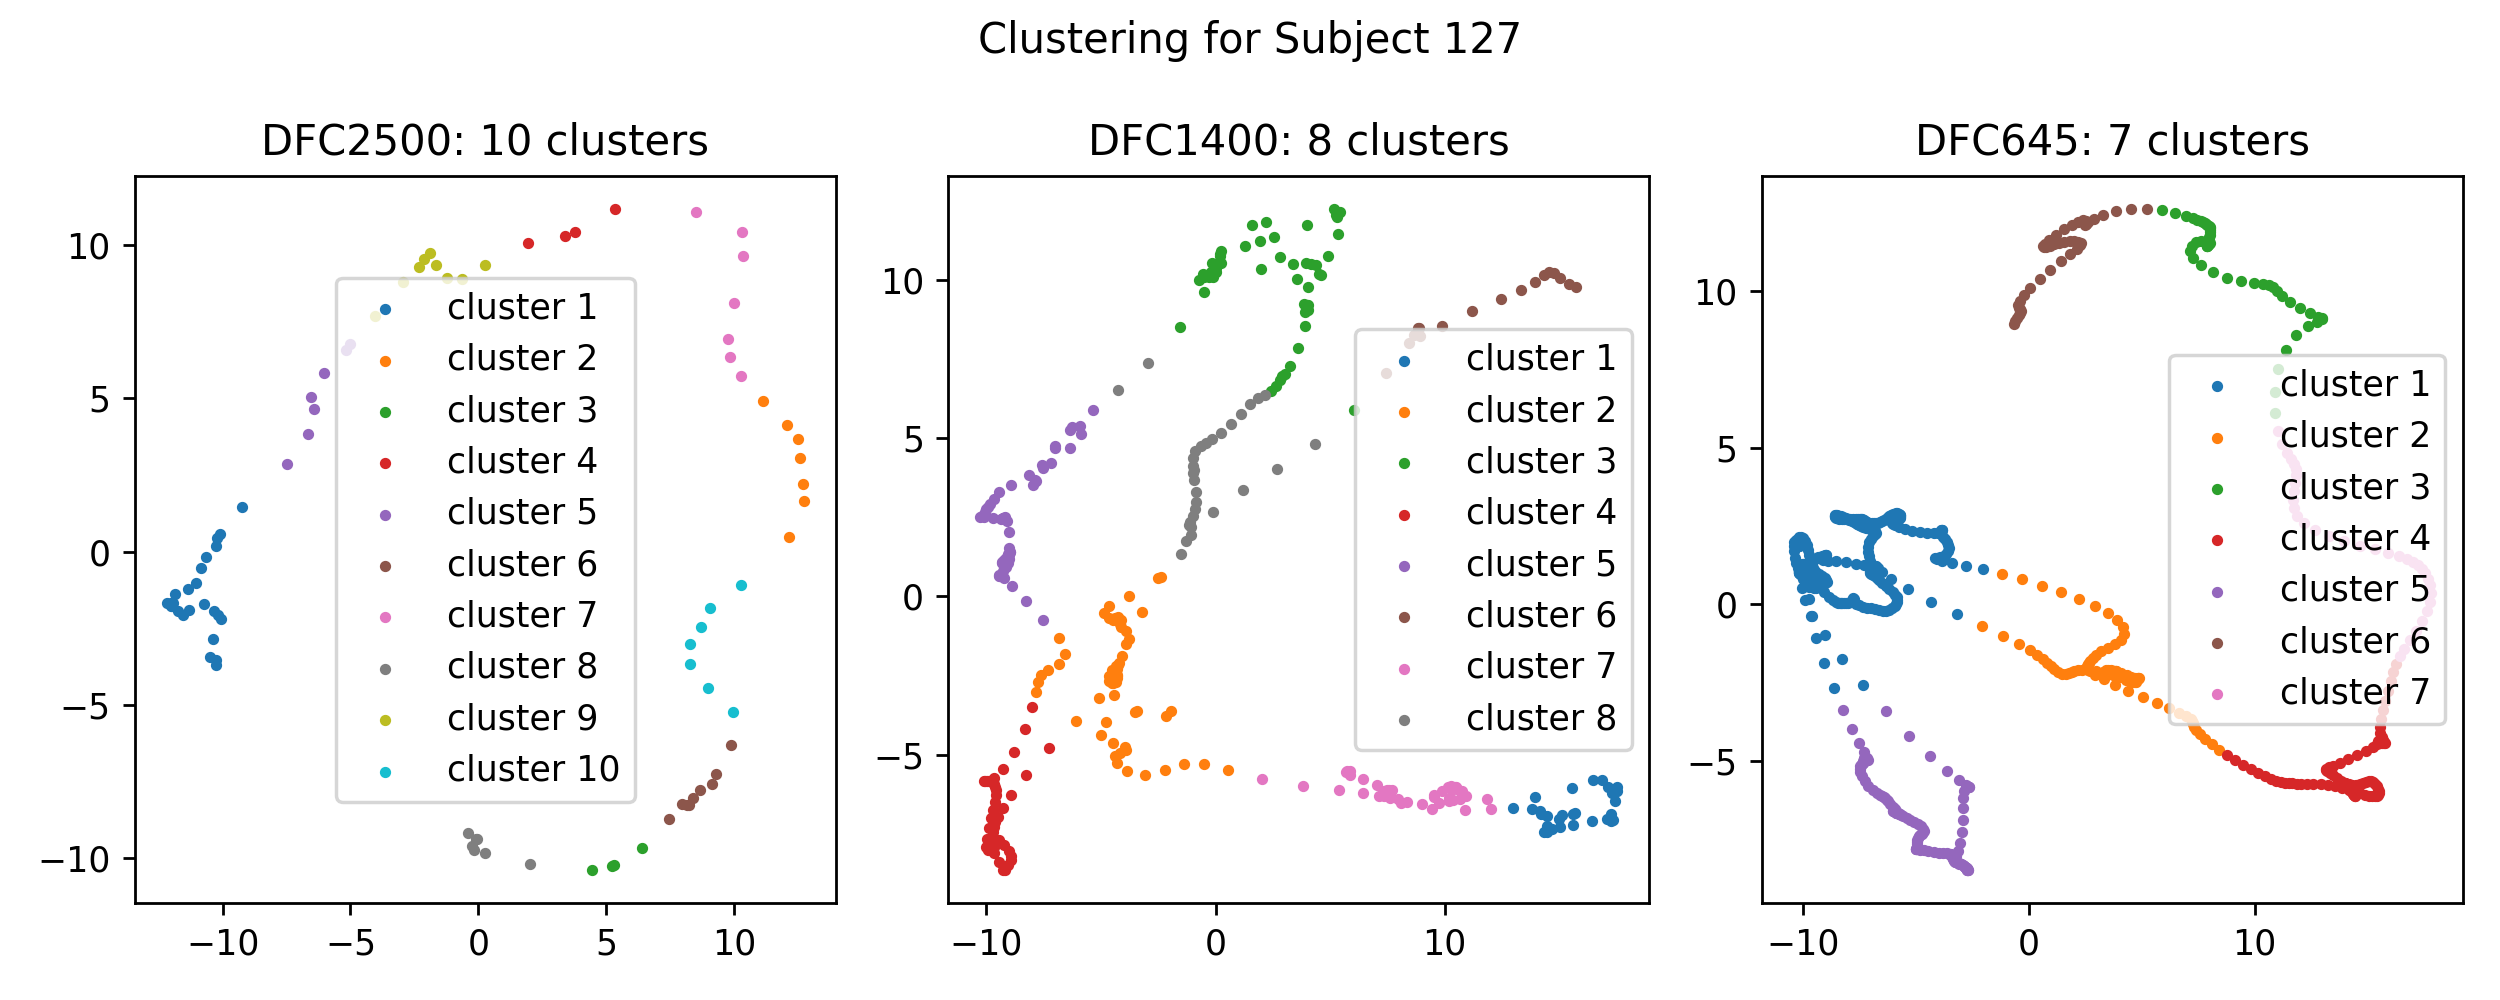 Clustering for Subject 127
DFC2500: 10 clusters
10
5
0
−5
−10
−10
−5
0
5
10
cluster 1
cluster 2
cluster 3
cluster 4
cluster 5
cluster 6
cluster 7
cluster 8
cluster 9
cluster 10
DFC1400: 8 clusters
10
5
0
−5
−10
0
10
cluster 1
cluster 2
cluster 3
cluster 4
cluster 5
cluster 6
cluster 7
cluster 8
DFC645: 7 clusters
10
5
0
−5
−10
0
10
cluster 1
cluster 2
cluster 3
cluster 4
cluster 5
cluster 6
cluster 7